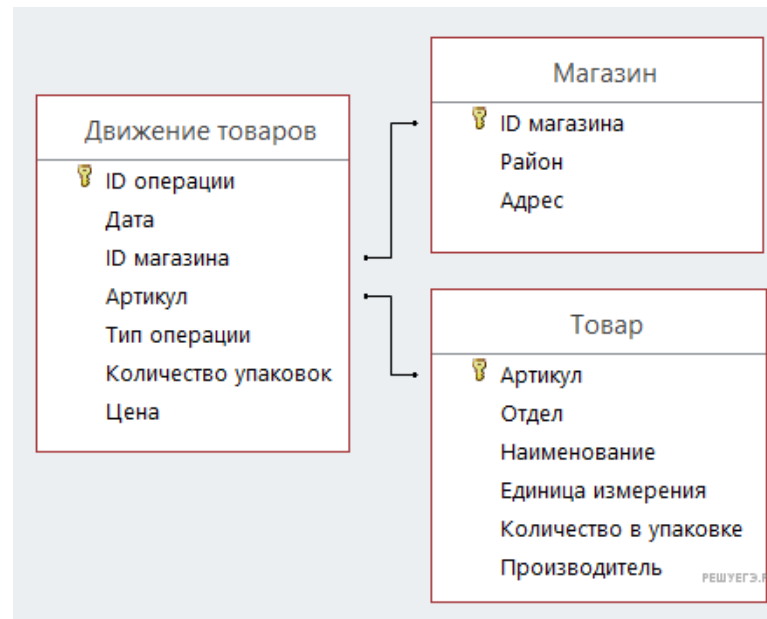 Движение товаров
ID операции
Дата
ID магазина
Артикул
Тип операции
Количество упаковок
Цена
Магазин
ID магазина
Район
Адрес
Товар
Артикул
Отдел
Наименование
Единица измерения
Количество в упаковке
Производитель
РЕШУЕГЭ.Р